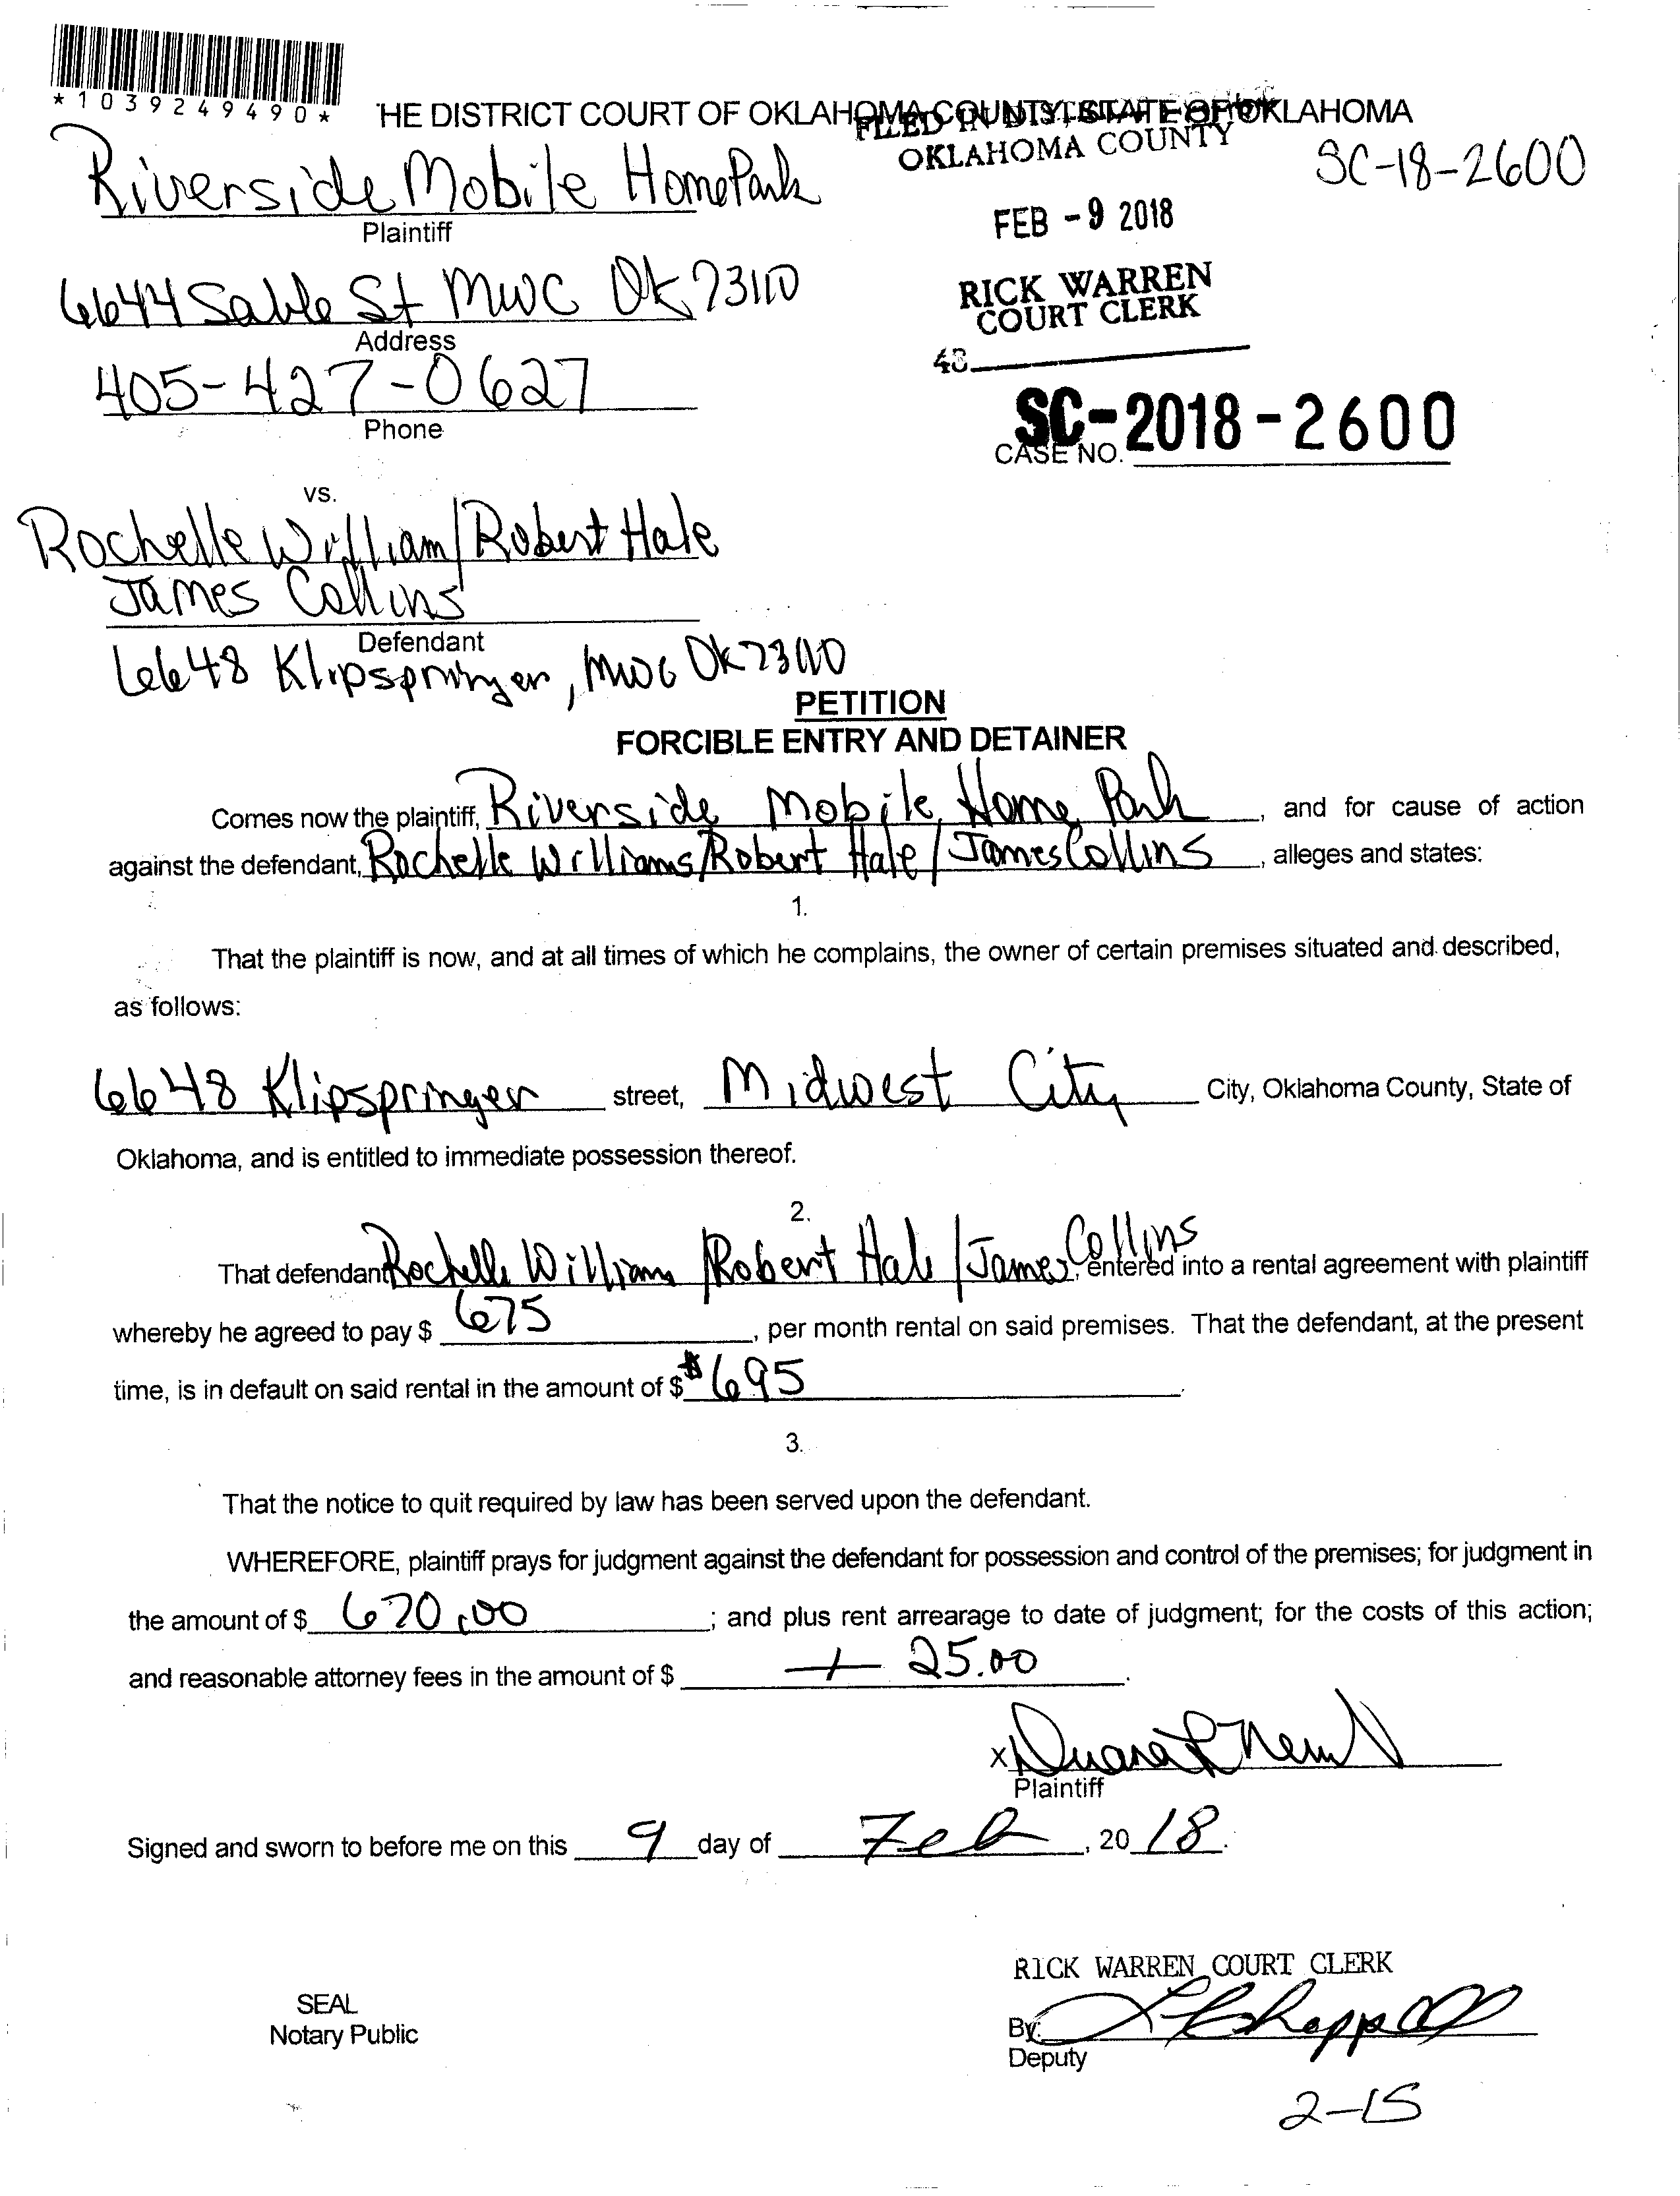 *1039249490*
HE DISTRICT COURT OF OKLAHOMA COUNTY, STATE OF OKLAHOMA
FILED IN DISTRICT COURT
OKLAHOMA COUNTY
SC-18-2600
Riverside Mobile Home Park
Plaintiff
FEB -9 2018
6644 Sable St MWC Ok 73110
Address
RICK WARREN
COURT CLERK
48
405-427-0627
Phone
SC-2018-2600
CASE NO.
vs.
Rochelle William/Robert Hale
James Collins
Defendant
6648 Klipspringer, MWC Ok 73110
PETITION
FORCIBLE ENTRY AND DETAINER
Comes now the plaintiff, Riverside Mobile Home Park, and for cause of action
against the defendant, Rochelle Williams/Robert Hale/James Collins, alleges and states:
1.
That the plaintiff is now, and at all times of which he complains, the owner of certain premises situated and described,
as follows:
6648 Klipspringer street, Midwest City City, Oklahoma County, State of
Oklahoma, and is entitled to immediate possession thereof.
2.
That defendant Rochelle William/Robert Hale/James Collins, entered into a rental agreement with plaintiff
whereby he agreed to pay $ 675, per month rental on said premises. That the defendant, at the present
time, is in default on said rental in the amount of $ $695.
3.
That the notice to quit required by law has been served upon the defendant.
WHEREFORE, plaintiff prays for judgment against the defendant for possession and control of the premises; for judgment in
the amount of $ 670.00; and plus rent arrearage to date of judgment; for the costs of this action;
and reasonable attorney fees in the amount of $ + 25.00.
x
Plaintiff
Signed and sworn to before me on this 9 day of Feb, 2018.
RICK WARREN COURT CLERK
SEAL
Notary Public
By: L Chappell
Deputy
2-15